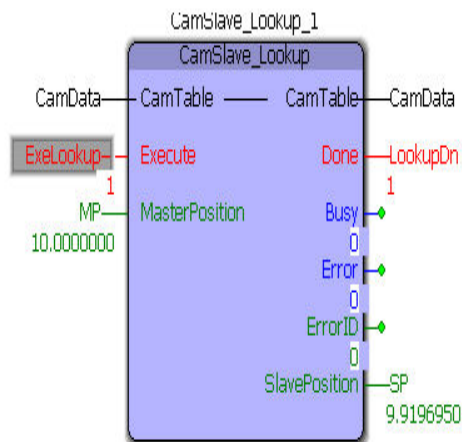 CamSlave_Lookup_1
CamSlave_Lookup
CamData CamTable CamTable CamData
ExeLookup Execute Done LookupDn
1 1
MP MasterPosition Busy
10.0000000 0
Error
0
ErrorID
0
SlavePosition SP
9.9196950